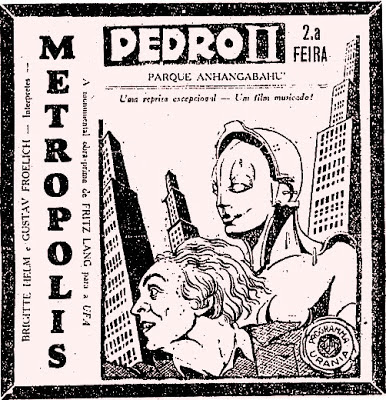 PEDRO II
2.a
FEIRA
PARQUE ANHANGABAHU'
Uma reprise excepcional — Um film musicado!
METROPOLIS
A monumental obra-prima de FRITZ LANG para a UFA
BRIGITTE HELM e GUSTAV FROELICH — Interpretes —
PROGRAMMA
URANIA